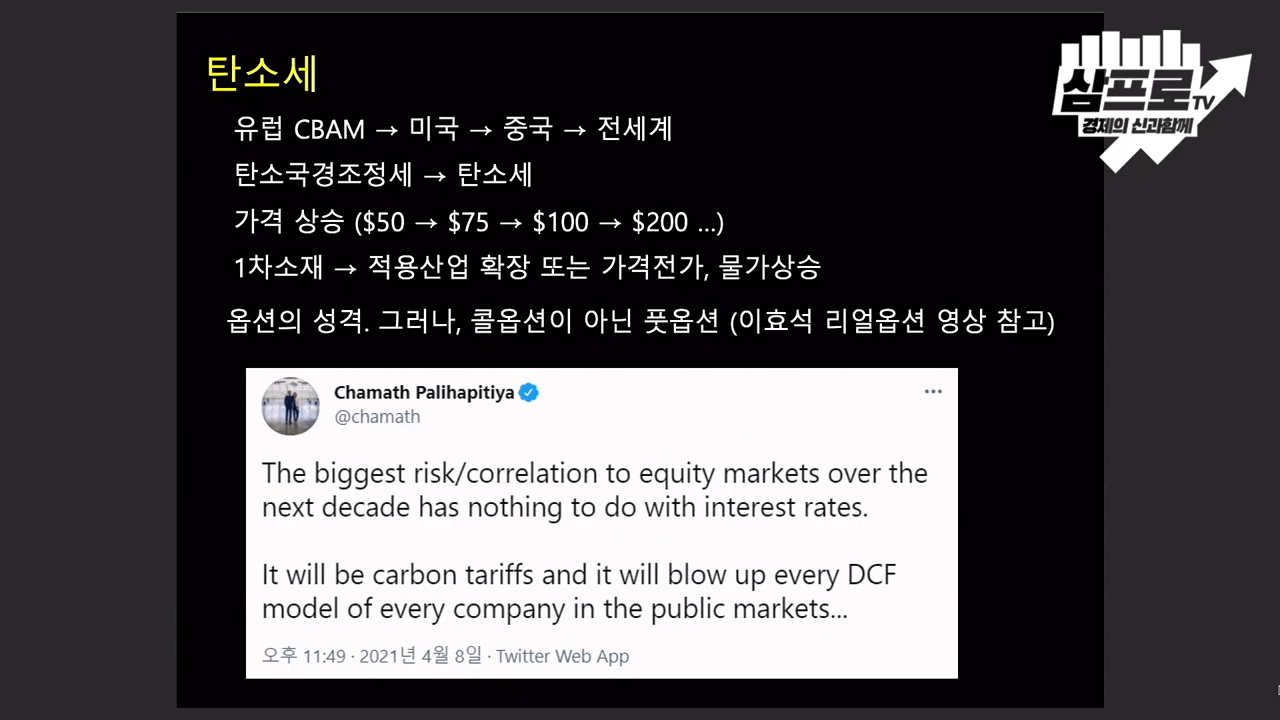 탄소세
유럽 CBAM → 미국 → 중국 → 전세계
탄소국경조정세 → 탄소세
가격 상승 ($50 → $75 → $100 → $200 ...)
1차소재 → 적용산업 확장 또는 가격전가, 물가상승
옵션의 성격. 그러나, 콜옵션이 아닌 풋옵션 (이효석 리얼옵션 영상 참고)
삼프로TV
경제의 신과함께
Chamath Palihapitiya
@chamath
The biggest risk/correlation to equity markets over the
next decade has nothing to do with interest rates.
It will be carbon tariffs and it will blow up every DCF
model of every company in the public markets...
오후 11:49 · 2021년 4월 8일 · Twitter Web App